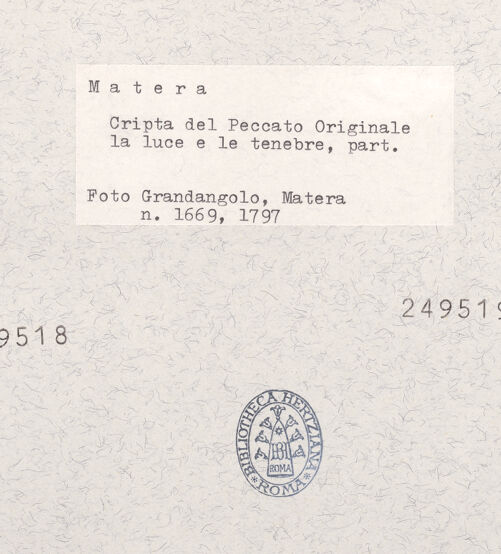 Matera
Cripta del Peccato Originale
la luce e le tenebre, part.
Foto Grandangolo, Matera
n. 1669, 1797
249519
9518
BIBLIOTHECA HERTZIANA
ROMA
ROMA